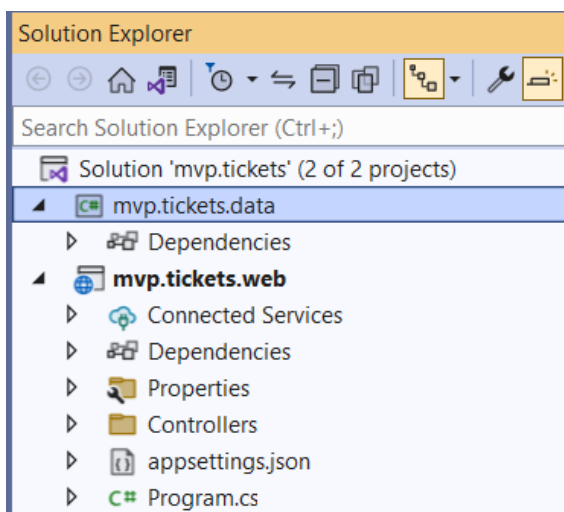 Solution Explorer
Search Solution Explorer (Ctrl+;)
Solution 'mvp.tickets' (2 of 2 projects)
C# mvp.tickets.data
Dependencies
mvp.tickets.web
Connected Services
Dependencies
Properties
Controllers
appsettings.json
C# Program.cs